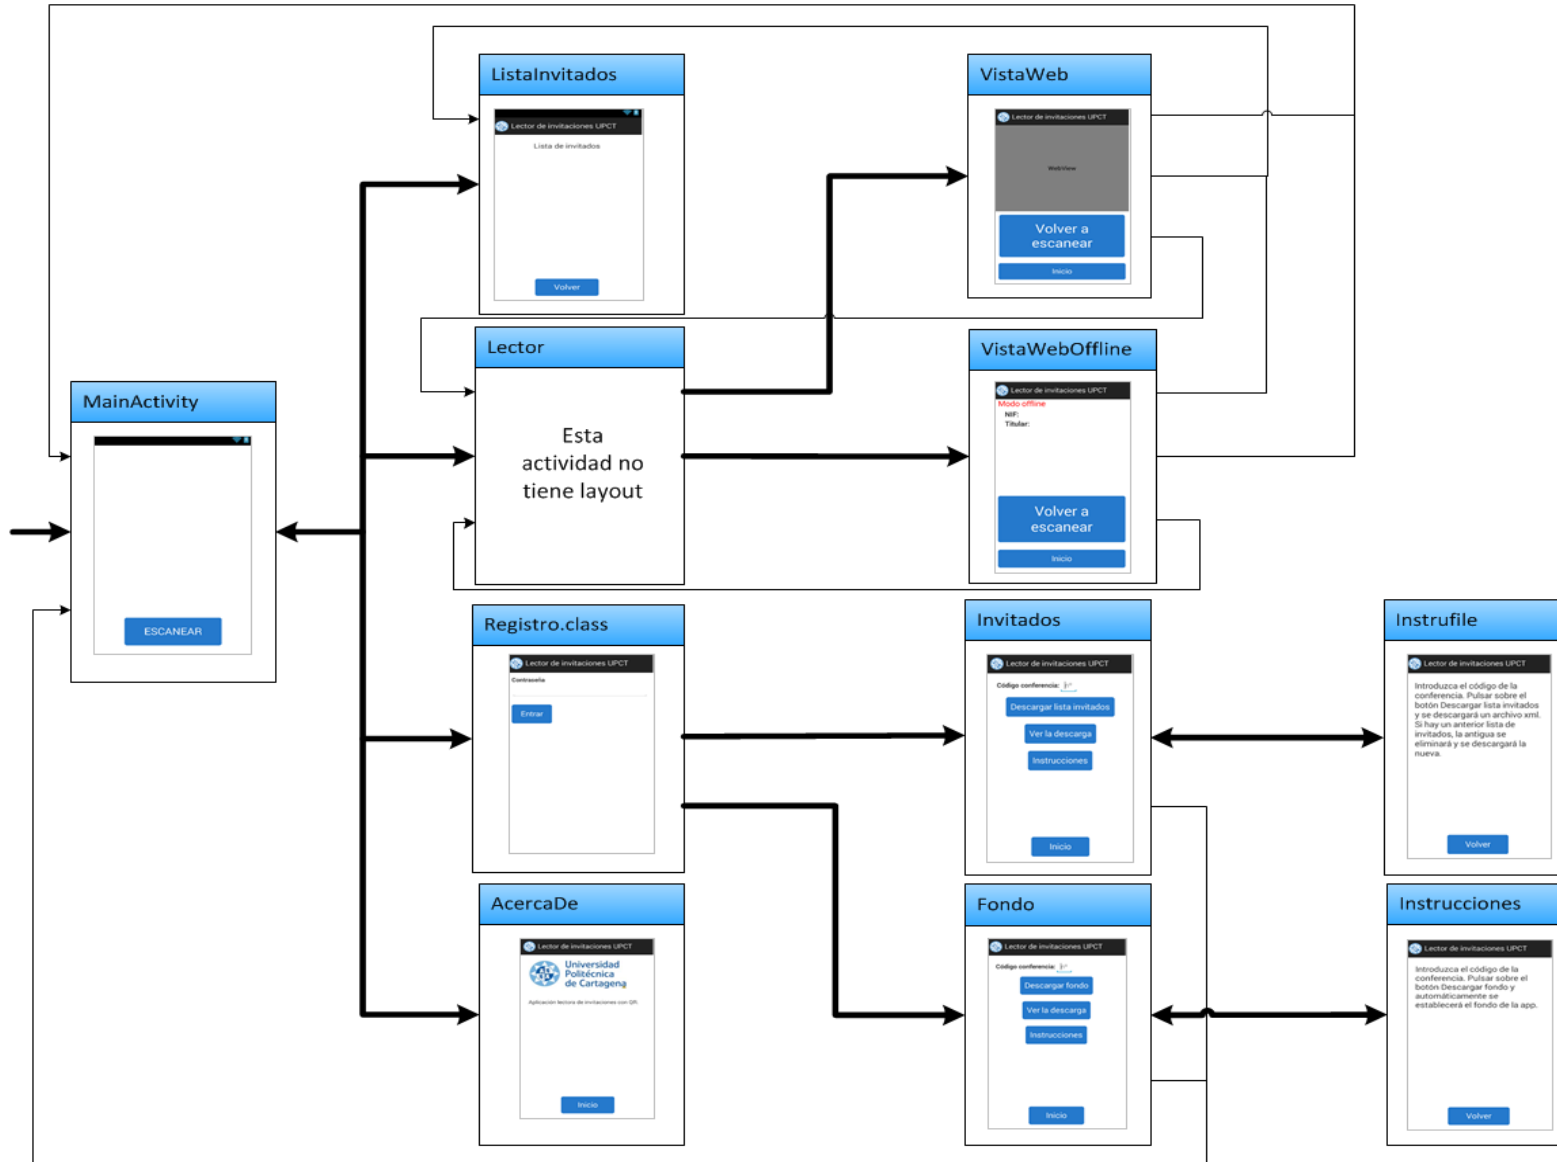 ListaInvitados
Lector de invitaciones UPCT
Lista de invitados
Volver
VistaWeb
Lector de invitaciones UPCT
WebView
Volver a
escanear
Inicio
MainActivity
ESCANEAR
Lector
Esta
actividad no
tiene layout
VistaWebOffline
Lector de invitaciones UPCT
Modo offline
NIF:
Titular:
Volver a
escanear
Inicio
Registro.class
Lector de invitaciones UPCT
Contraseña
Entrar
Invitados
Lector de invitaciones UPCT
Código conferencia:
Descargar lista invitados
Ver la descarga
Instrucciones
Inicio
Instrufile
Lector de invitaciones UPCT
Introduzca el código de la
conferencia. Pulsar sobre el
botón Descargar lista invitados
y se descargará un archivo xml.
Si hay un anterior lista de
invitados, la antigua se
eliminará y se descargará la
nueva.
Volver
AcercaDe
Lector de invitaciones UPCT
Universidad
Politécnica
de Cartagena
Aplicación lectora de invitaciones con QR.
Inicio
Fondo
Lector de invitaciones UPCT
Código conferencia:
Descargar fondo
Ver la descarga
Instrucciones
Inicio
Instrucciones
Lector de invitaciones UPCT
Introduzca el código de la
conferencia. Pulsar sobre el
botón Descargar fondo y
automáticamente se
establecerá el fondo de la app.
Volver